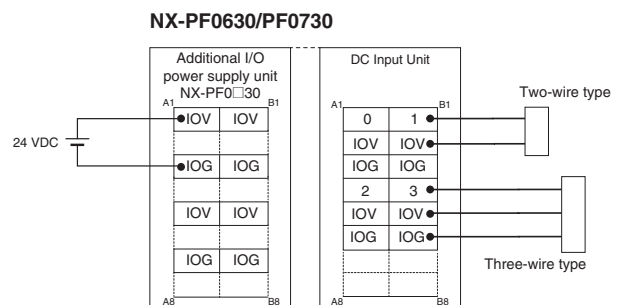 NX-PF0630/PF0730
Additional I/O
power supply unit
NX-PF0□30
A1 B1
IOV IOV
IOG IOG
IOV IOV
IOG IOG
A8 B8
24 VDC
DC Input Unit
A1 B1
0 1
IOV IOV
IOG IOG
2 3
IOV IOV
IOG IOG
A8 B8
Two-wire type
Three-wire type